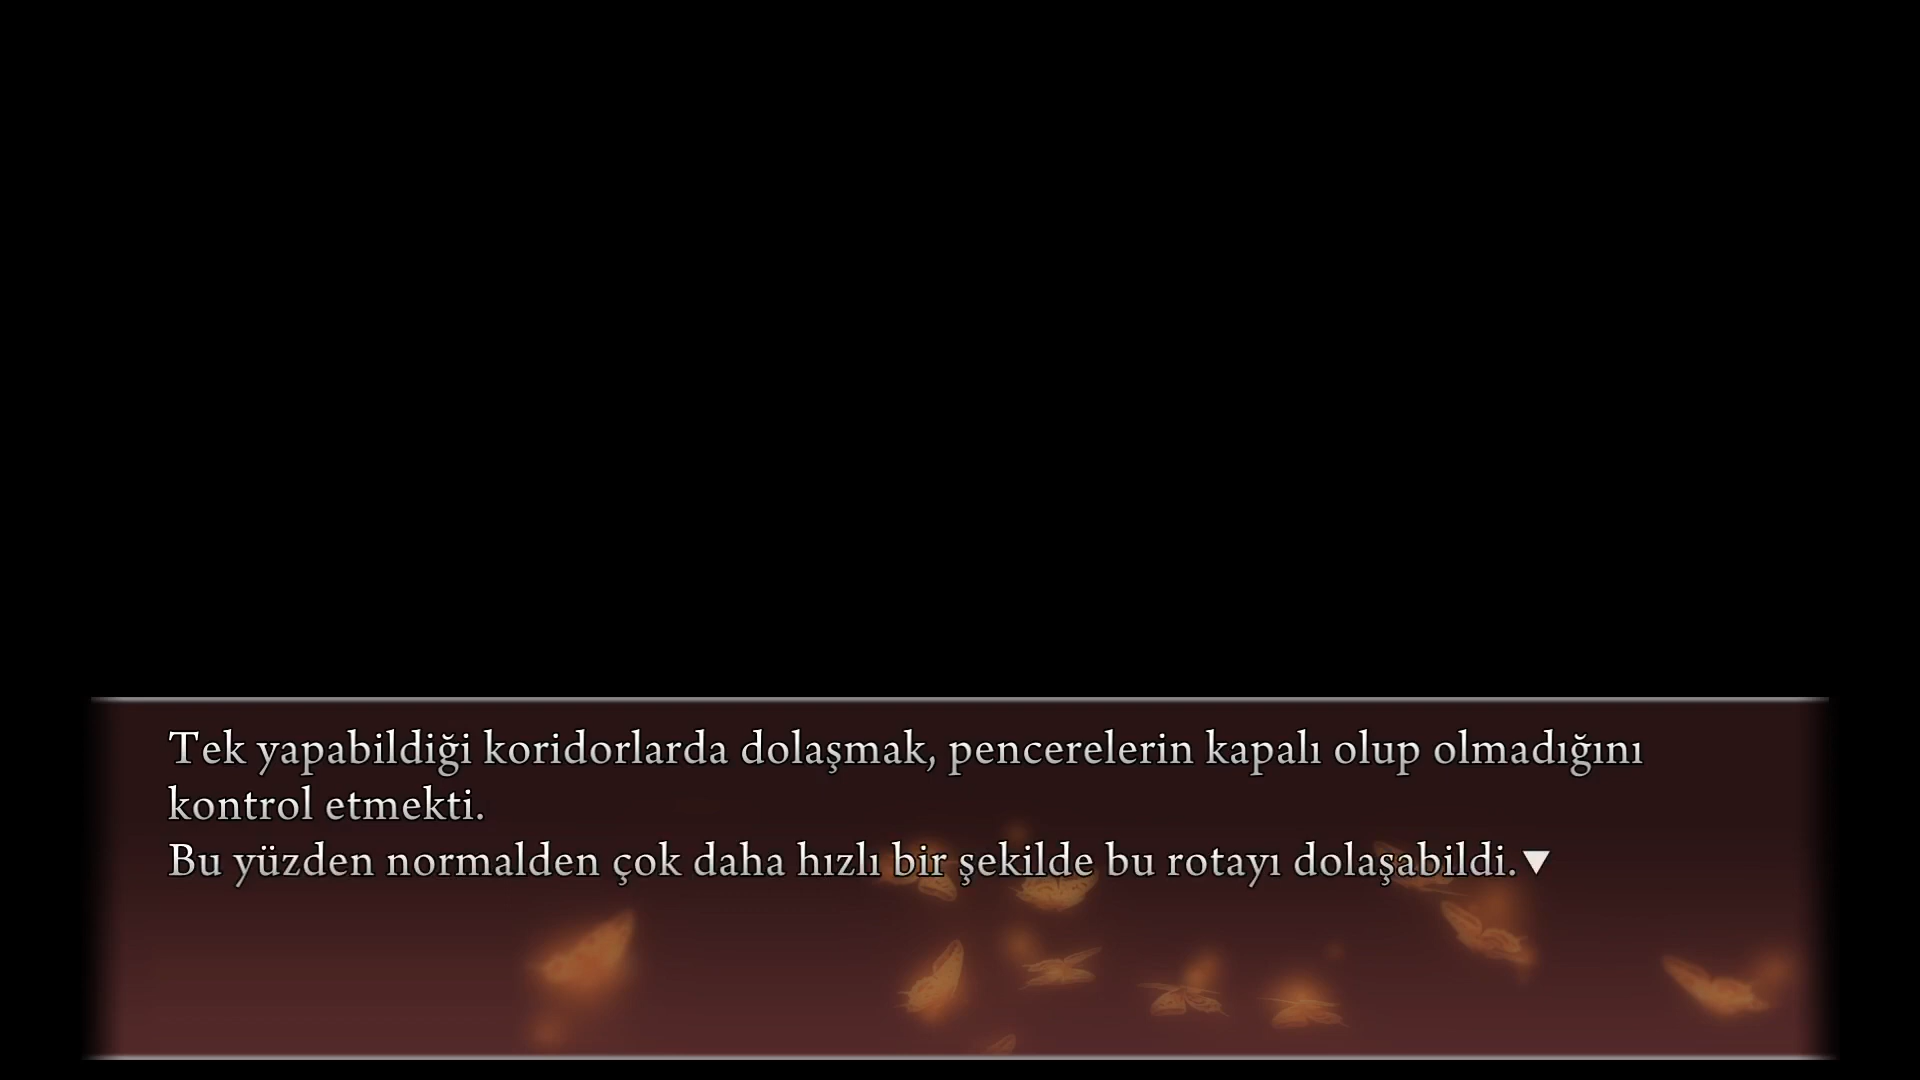 Tek yapabildiği koridorlarda dolaşmak, pencerelerin kapalı olup olmadığını
kontrol etmekti.
Bu yüzden normalden çok daha hızlı bir şekilde bu rotayı dolaşabildi.▼